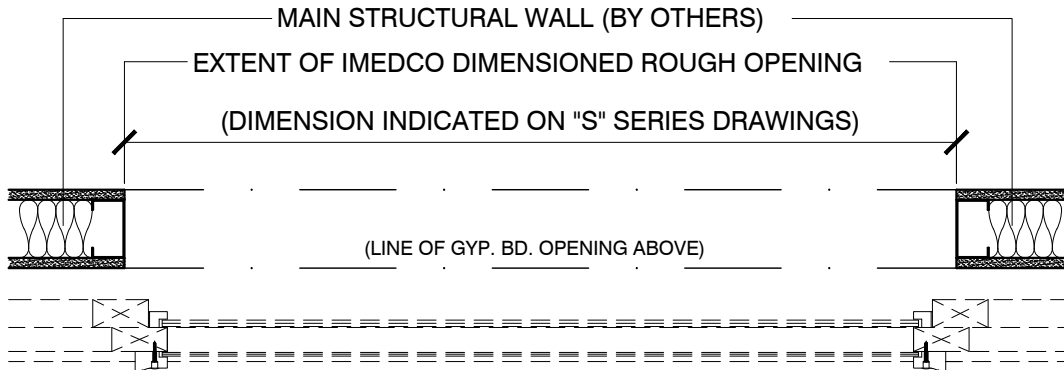 MAIN STRUCTURAL WALL (BY OTHERS)
EXTENT OF IMEDCO DIMENSIONED ROUGH OPENING
(DIMENSION INDICATED ON "S" SERIES DRAWINGS)
(LINE OF GYP. BD. OPENING ABOVE)